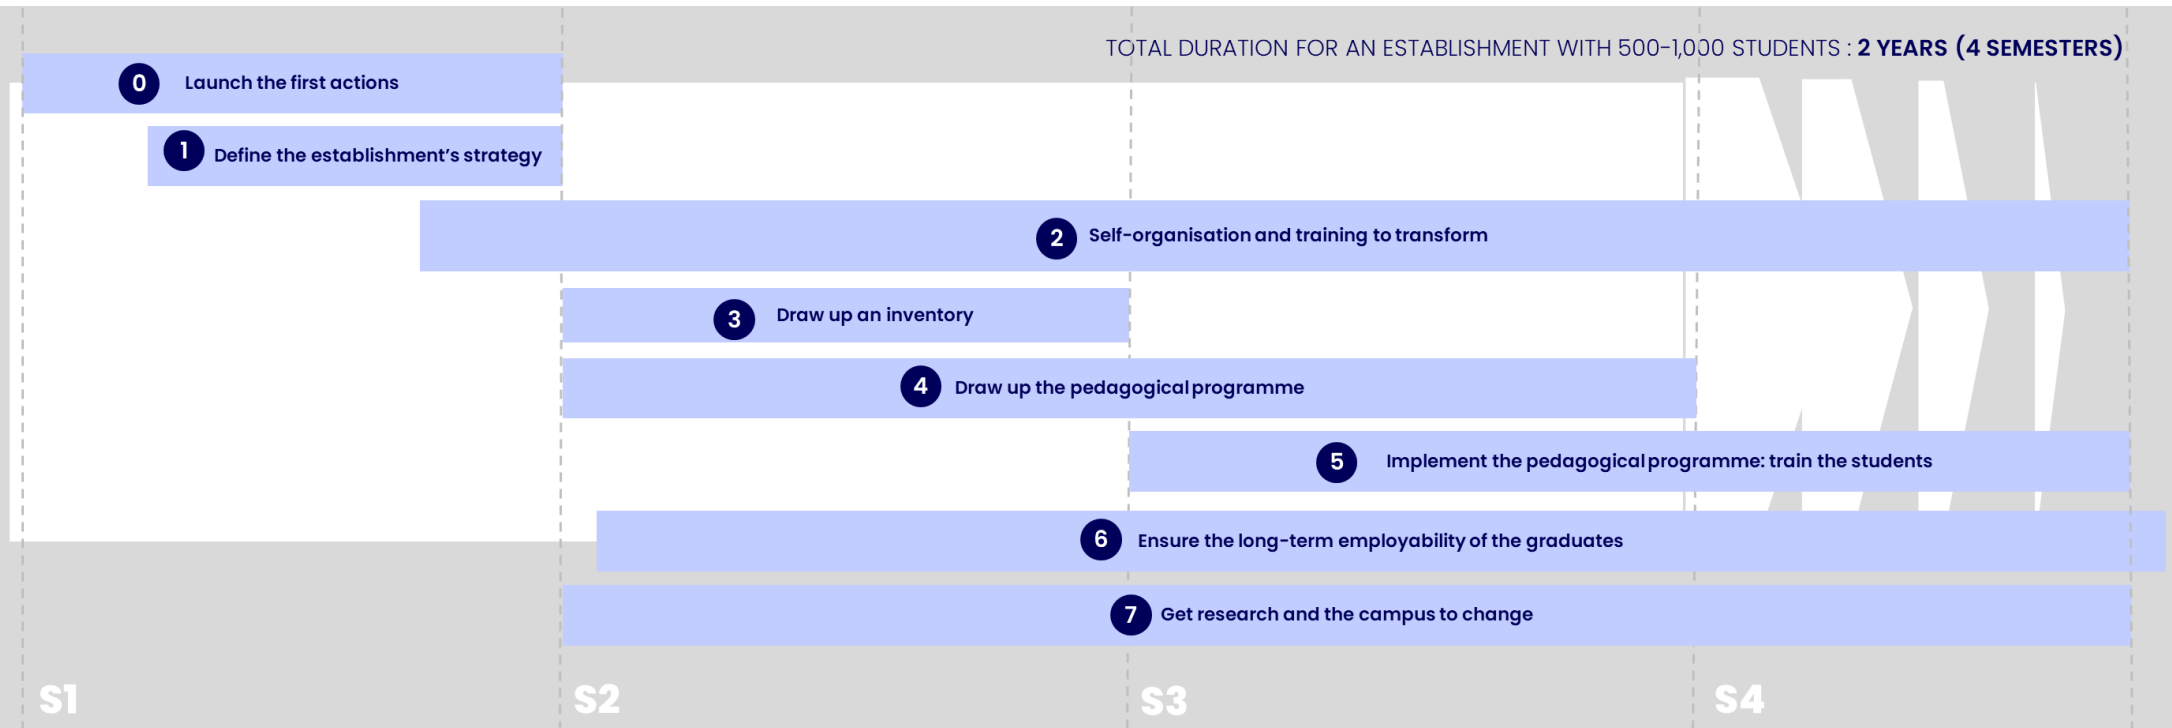 TOTAL DURATION FOR AN ESTABLISHMENT WITH 500-1,000 STUDENTS : 2 YEARS (4 SEMESTERS)
0 Launch the first actions
1 Define the establishment's strategy
2 Self-organisation and training to transform
3 Draw up an inventory
4 Draw up the pedagogical programme
5 Implement the pedagogical programme: train the students
6 Ensure the long-term employability of the graduates
7 Get research and the campus to change
S1 S2 S3 S4